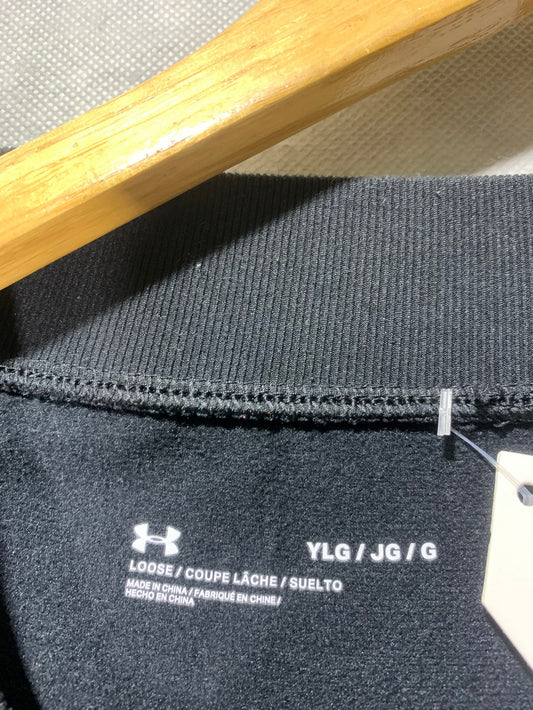 YLG / JG / G
LOOSE / COUPE LÂCHE / SUELTO
MADE IN CHINA / FABRIQUÉ EN CHINE /
HECHO EN CHINA